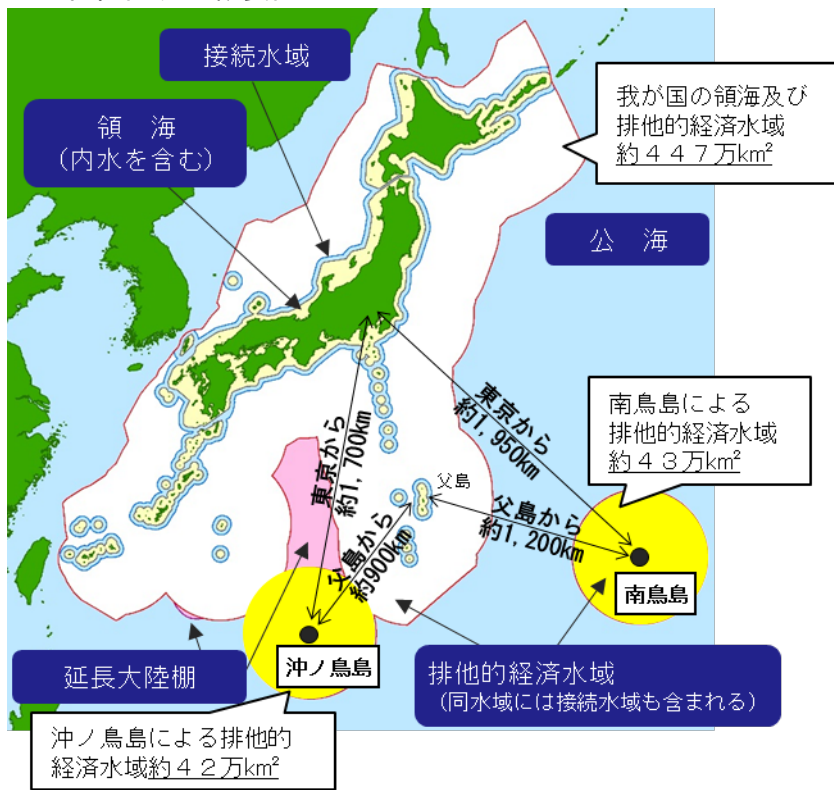 接続水域
領　海
（内水を含む）
我が国の領海及び
排他的経済水域
約４４７万km²
公　海
南鳥島による
排他的経済水域
約４３万km²
東京から
約1,950km
東京から
約1,700km
父島
父島から
約1,200km
父島から
約900km
南鳥島
沖ノ鳥島
延長大陸棚
排他的経済水域
（同水域には接続水域も含まれる）
沖ノ鳥島による排他的
経済水域約４２万km²